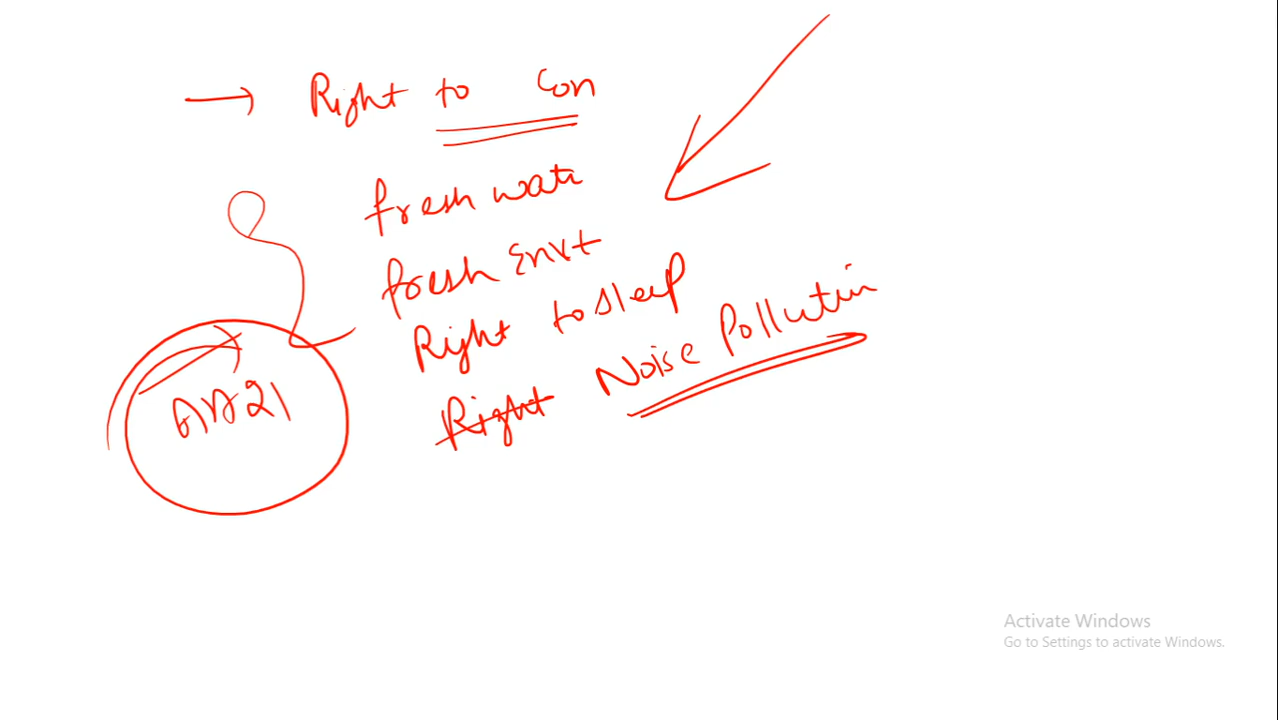 → Right to Con
fresh wate
fresh Envt
Right to sleep
Right Noise Pollution
Art 21
Activate Windows
Go to Settings to activate Windows.